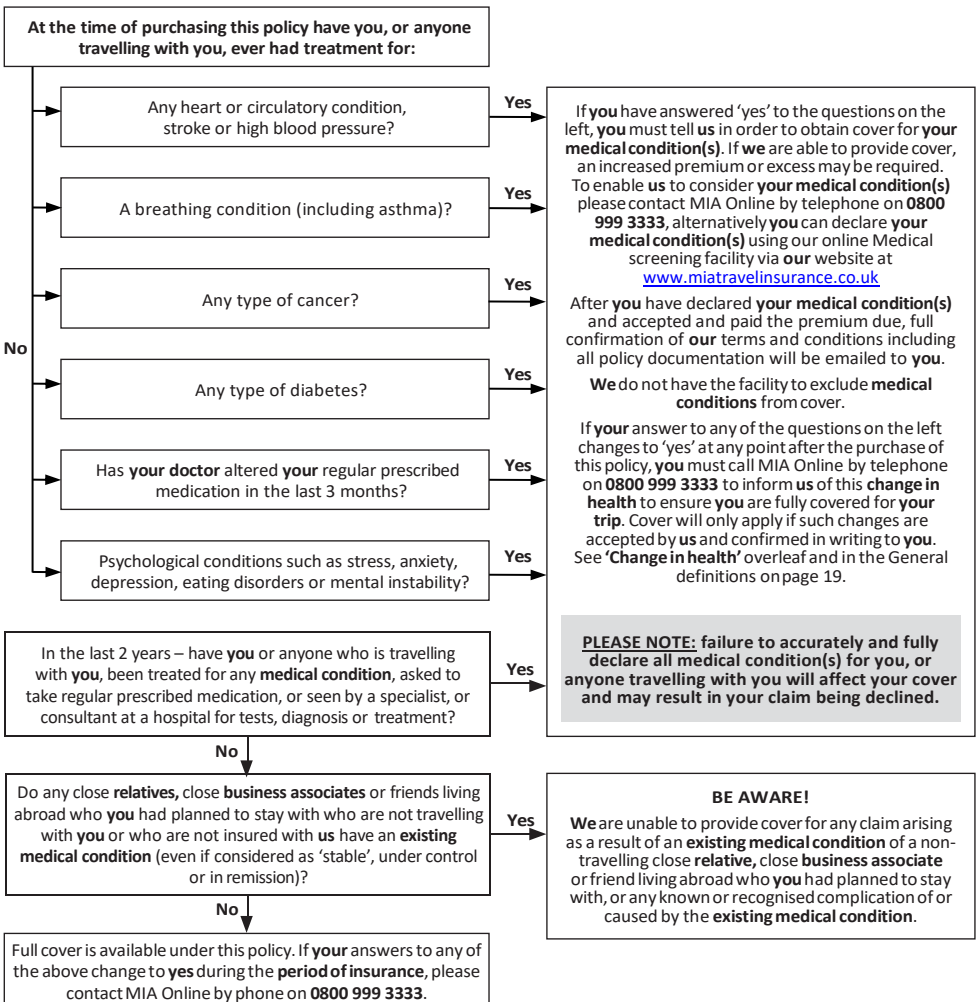 At the time of purchasing this policy have you, or anyone
travelling with you, ever had treatment for:
Any heart or circulatory condition,
stroke or high blood pressure?
Yes
A breathing condition (including asthma)?
Yes
Any type of cancer?
Yes
No
Any type of diabetes?
Yes
Has your doctor altered your regular prescribed
medication in the last 3 months?
Yes
Psychological conditions such as stress, anxiety,
depression, eating disorders or mental instability?
Yes
If you have answered ‘yes’ to the questions on the
left, you must tell us in order to obtain cover for your
medical condition(s). If we are able to provide cover,
an increased premium or excess may be required.
To enable us to consider your medical condition(s)
please contact MIA Online by telephone on 0800
999 3333, alternatively you can declare your
medical condition(s) using our online Medical
screening facility via our website at
www.miatravelinsurance.co.uk
After you have declared your medical condition(s)
and accepted and paid the premium due, full
confirmation of our terms and conditions including
all policy documentation will be emailed to you.
We do not have the facility to exclude medical
conditions from cover.
If your answer to any of the questions on the left
changes to ‘yes’ at any point after the purchase of
this policy, you must call MIA Online by telephone
on 0800 999 3333 to inform us of this change in
health to ensure you are fully covered for your
trip. Cover will only apply if such changes are
accepted by us and confirmed in writing to you.
See ‘Change in health’ overleaf and in the General
definitions on page 19.
PLEASE NOTE: failure to accurately and fully
declare all medical condition(s) for you, or
anyone travelling with you will affect your cover
and may result in your claim being declined.
In the last 2 years – have you or anyone who is travelling
with you, been treated for any medical condition, asked to
take regular prescribed medication, or seen by a specialist, or
consultant at a hospital for tests, diagnosis or treatment?
Yes
No
Do any close relatives, close business associates or friends living
abroad who you had planned to stay with who are not travelling
with you or who are not insured with us have an existing
medical condition (even if considered as ‘stable’, under control
or in remission)?
Yes
BE AWARE!
We are unable to provide cover for any claim arising
as a result of an existing medical condition of a non-
travelling close relative, close business associate
or friend living abroad who you had planned to stay
with, or any known or recognised complication of or
caused by the existing medical condition.
No
Full cover is available under this policy. If your answers to any of
the above change to yes during the period of insurance, please
contact MIA Online by phone on 0800 999 3333.